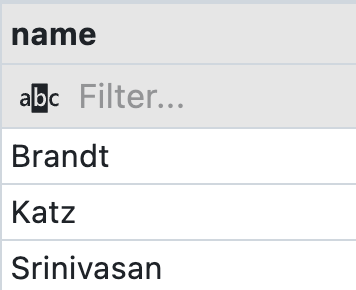 name
abc Filter...
Brandt
Katz
Srinivasan